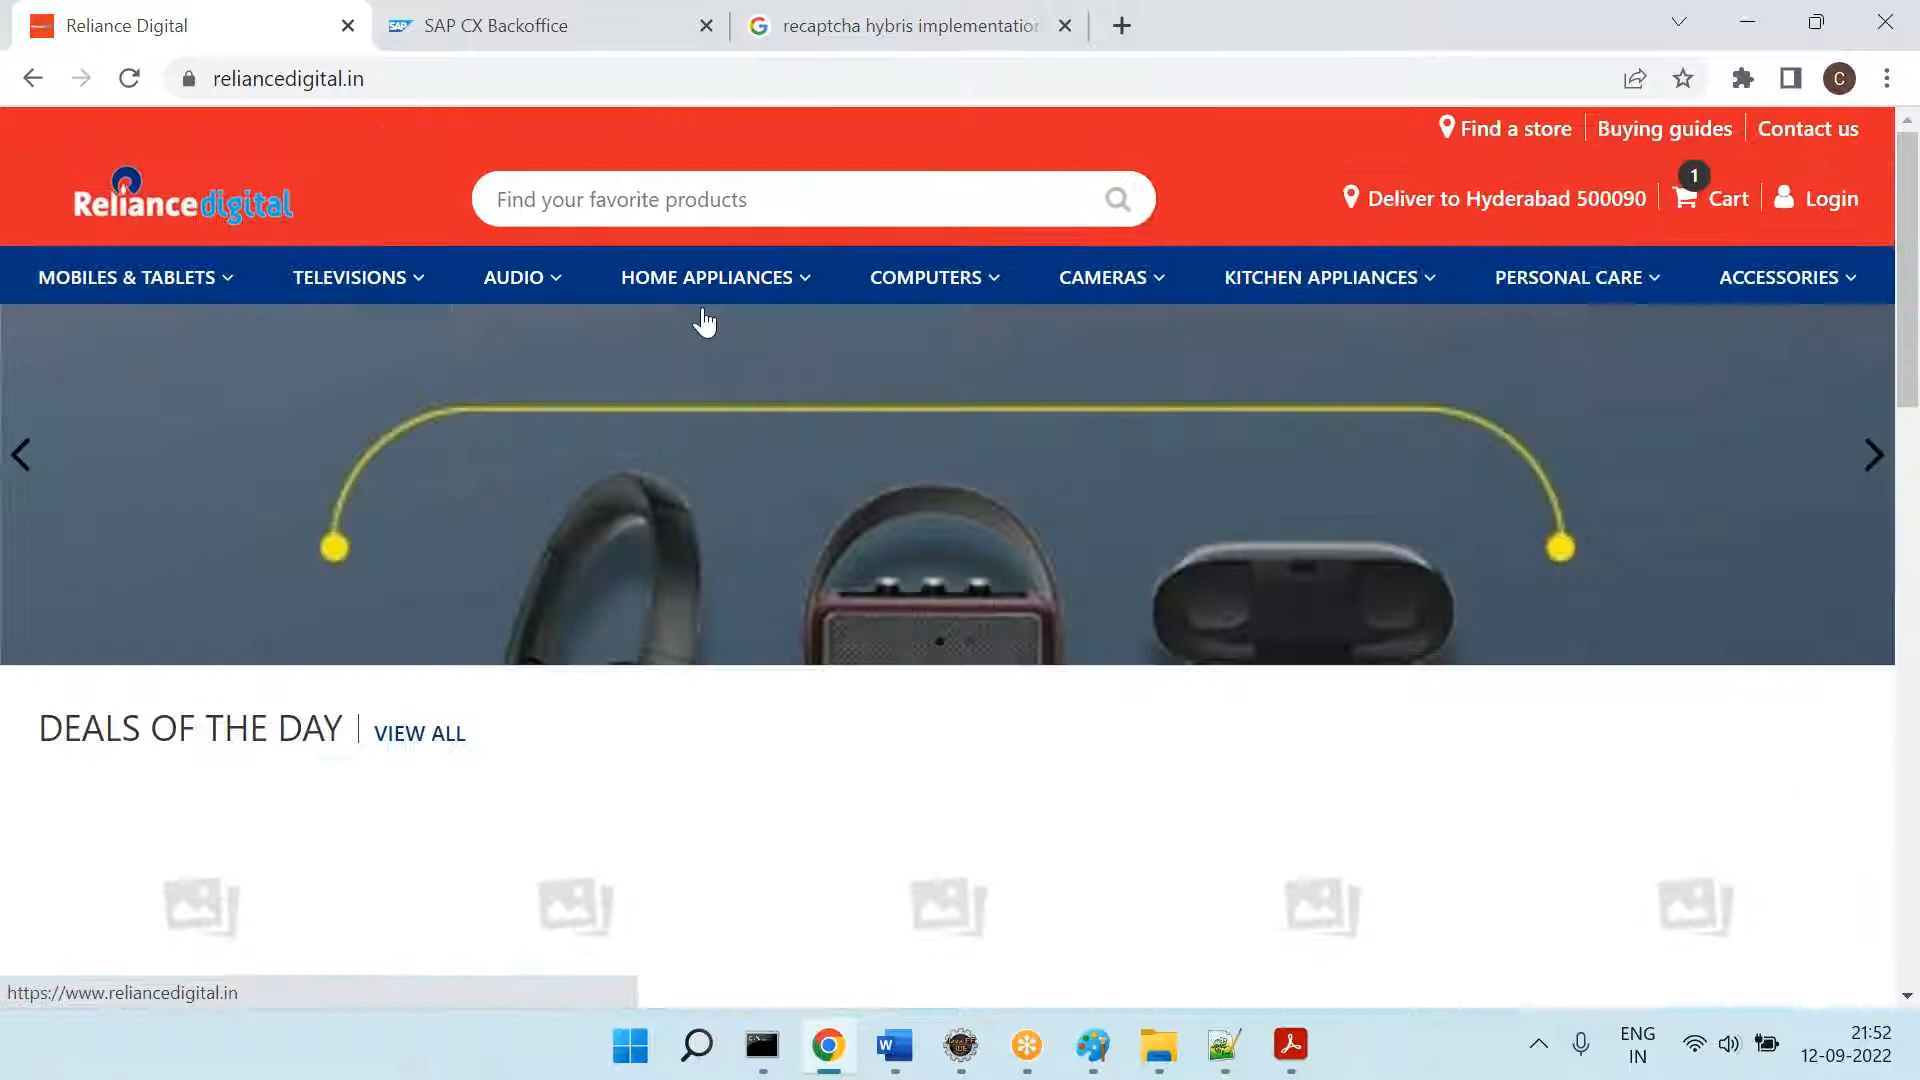 Reliance Digital
SAP CX Backoffice
recaptcha hybris implementation
reliancedigital.in
C
Find a store
Buying guides
Contact us
Reliance digital
Find your favorite products
Deliver to Hyderabad 500090
1
Cart
Login
MOBILES & TABLETS
TELEVISIONS
AUDIO
HOME APPLIANCES
COMPUTERS
CAMERAS
KITCHEN APPLIANCES
PERSONAL CARE
ACCESSORIES
DEALS OF THE DAY
VIEW ALL
https://www.reliancedigital.in
ENG
IN
21:52
12-09-2022